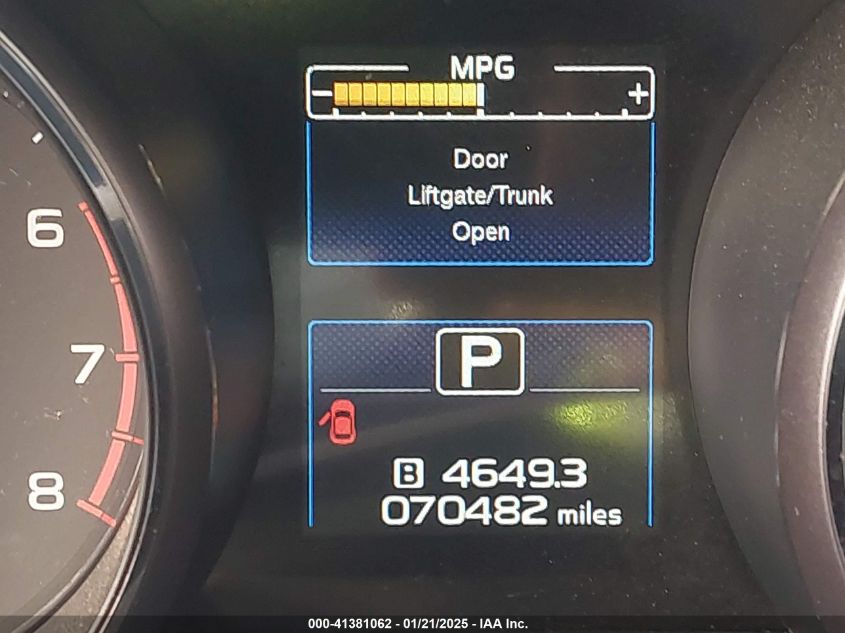 MPG
- +
Door
Liftgate/Trunk
Open
6
7
8
P
B 4649.3
070482 miles
000-41381062 - 01/21/2025 - IAA Inc.